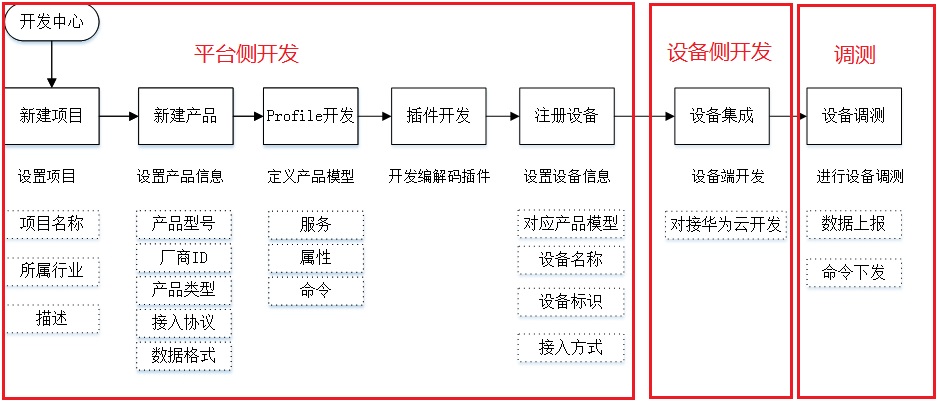 开发中心
平台侧开发
设备侧开发
调测
新建项目
新建产品
Profile开发
插件开发
注册设备
设备集成
设备调测
设置项目
设置产品信息
定义产品模型
开发编解码插件
设置设备信息
设备端开发
进行设备调测
项目名称
产品型号
服务
对应产品模型
对接华为云开发
数据上报
所属行业
厂商ID
属性
设备名称
命令下发
产品类型
命令
设备标识
描述
接入协议
接入方式
数据格式